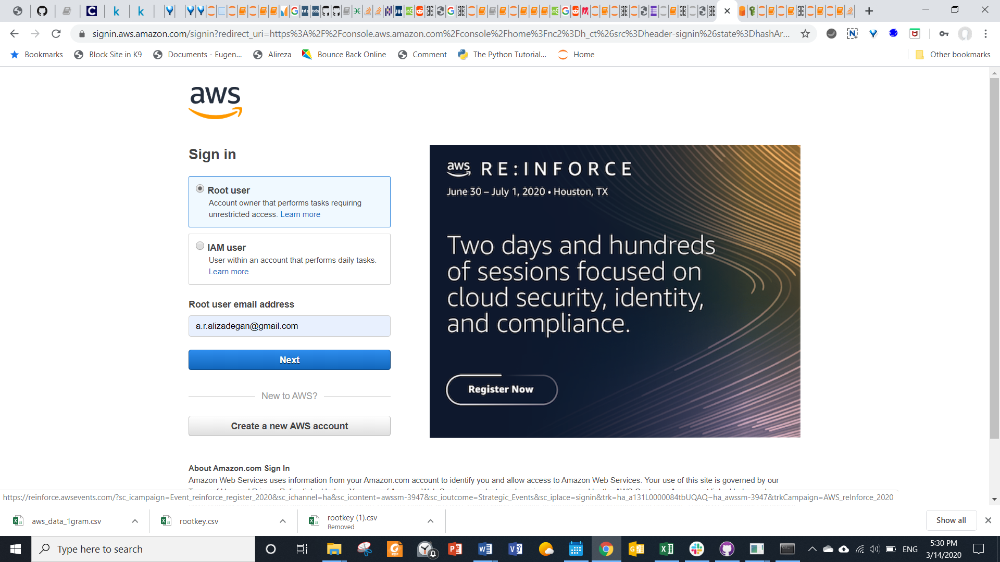 signin.aws.amazon.com/signin?redirect_uri=https%3A%2F%2Fconsole.aws.amazon.com%2Fconsole%2Fhome%3Fnc2%3Dh_ct%26src%3Dheader-signin%26state%3DhashAr...
Bookmarks Block Site in K9 Documents - Eugen... Alireza Bounce Back Online Comment The Python Tutorial... Home Other bookmarks
aws
Sign in
Root user
Account owner that performs tasks requiring
unrestricted access. Learn more
IAM user
User within an account that performs daily tasks.
Learn more
Root user email address
a.r.alizadegan@gmail.com
Next
New to AWS?
Create a new AWS account
aws RE:INFORCE
June 30 – July 1, 2020 • Houston, TX
Two days and hundreds
of sessions focused on
cloud security, identity,
and compliance.
Register Now
About Amazon.com Sign In
Amazon Web Services uses information from your Amazon.com account to identify you and allow access to Amazon Web Services. Your use of this site is governed by our
https://reinforce.awsevents.com/?sc_icampaign=Event_reinforce_register_2020&sc_ichannel=ha&sc_icontent=awssm-3947&sc_ioutcome=Strategic_Events&sc_iplace=signin&trk=ha_a131L0000084tbUQAQ~ha_awssm-3947&trkCampaign=AWS_reInforce_2020
aws_data_1gram.csv rootkey.csv rootkey (1).csv
Removed
Show all
Type here to search
ENG
5:30 PM
3/14/2020